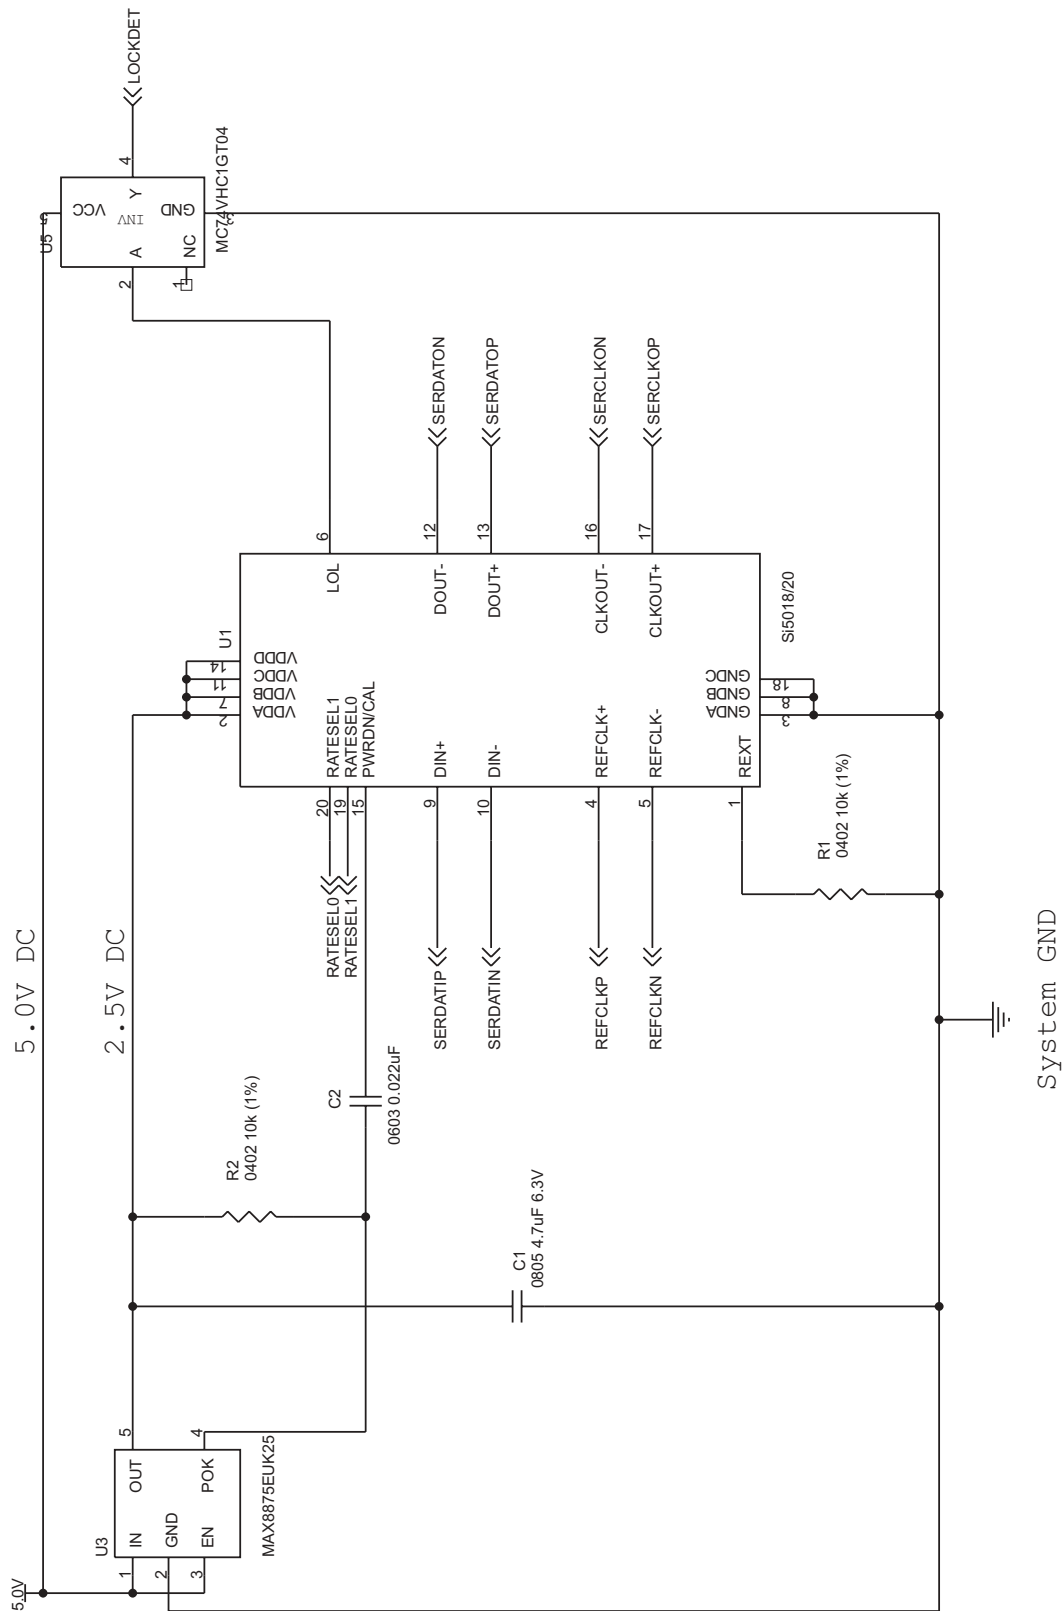 5.0V
5.0V DC
2.5V DC
System GND
U3
IN
GND
EN
OUT
POK
1
2
3
5
4
MAX8875EUK25
C1
0805 4.7uF 6.3V
R2
0402 10k (1%)
C2
0603 0.022uF
RATESEL0
RATESEL1
SERDATIP
SERDATIN
REFCLKP
REFCLKN
R1
0402 10k (1%)
20
19
15
9
10
4
5
1
U1
RATESEL1
RATESEL0
PWRDN/CAL
DIN+
DIN-
REFCLK+
REFCLK-
REXT
2
7
11
14
VDDA
VDDB
VDDC
VDDD
GNDA
GNDB
GNDC
3
8
18
LOL
DOUT-
DOUT+
CLKOUT-
CLKOUT+
6
12
13
16
17
Si5018/20
SERDATON
SERDATOP
SERCLKON
SERCLKOP
U5
5
VCC
INV
GND
3
A
Y
NC
2
1
4
MC74VHC1GT04
LOCKDET